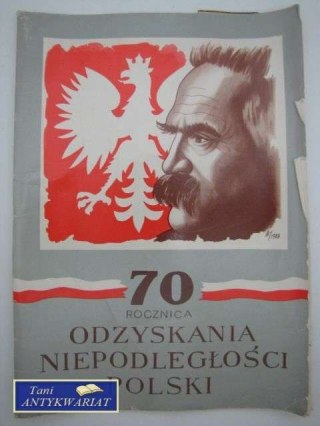 70
ROCZNICA
ODZYSKANIA
NIEPODLEGŁOŚCI
POLSKI
Tani
ANTYKWARIAT